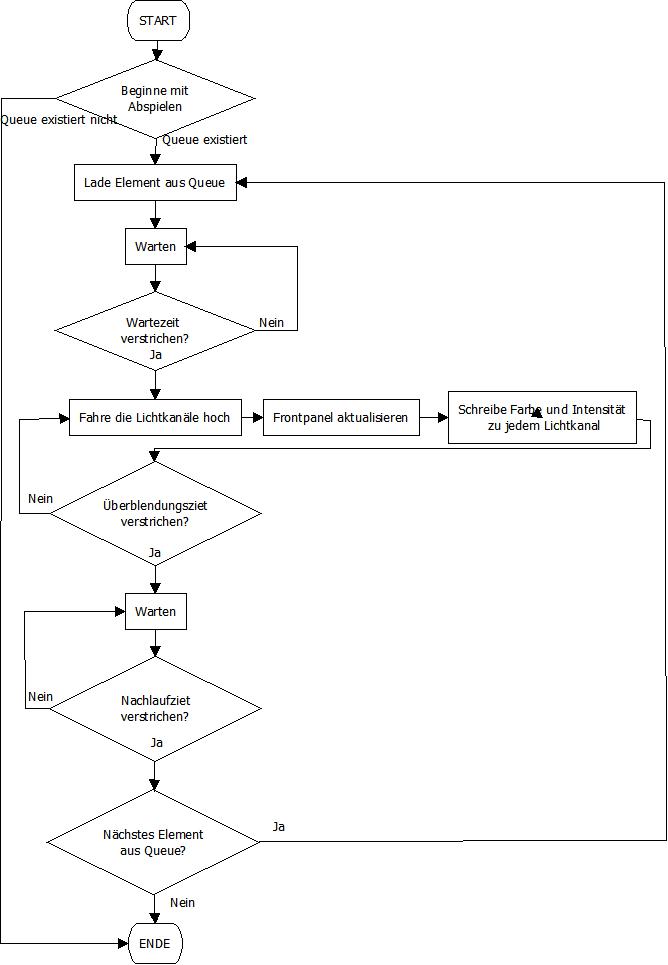 START
Beginne mit
Abspielen
Queue existiert nicht
Queue existiert
Lade Element aus Queue
Warten
Wartezeit
verstrichen?
Nein
Ja
Fahre die Lichtkanäle hoch
Frontpanel aktualisieren
Schreibe Farbe und Intensität
zu jedem Lichtkanal
Nein
Überblendungsziet
verstrichen?
Ja
Warten
Nein
Nachlaufziet
verstrichen?
Ja
Nächstes Element
aus Queue?
Ja
Nein
ENDE